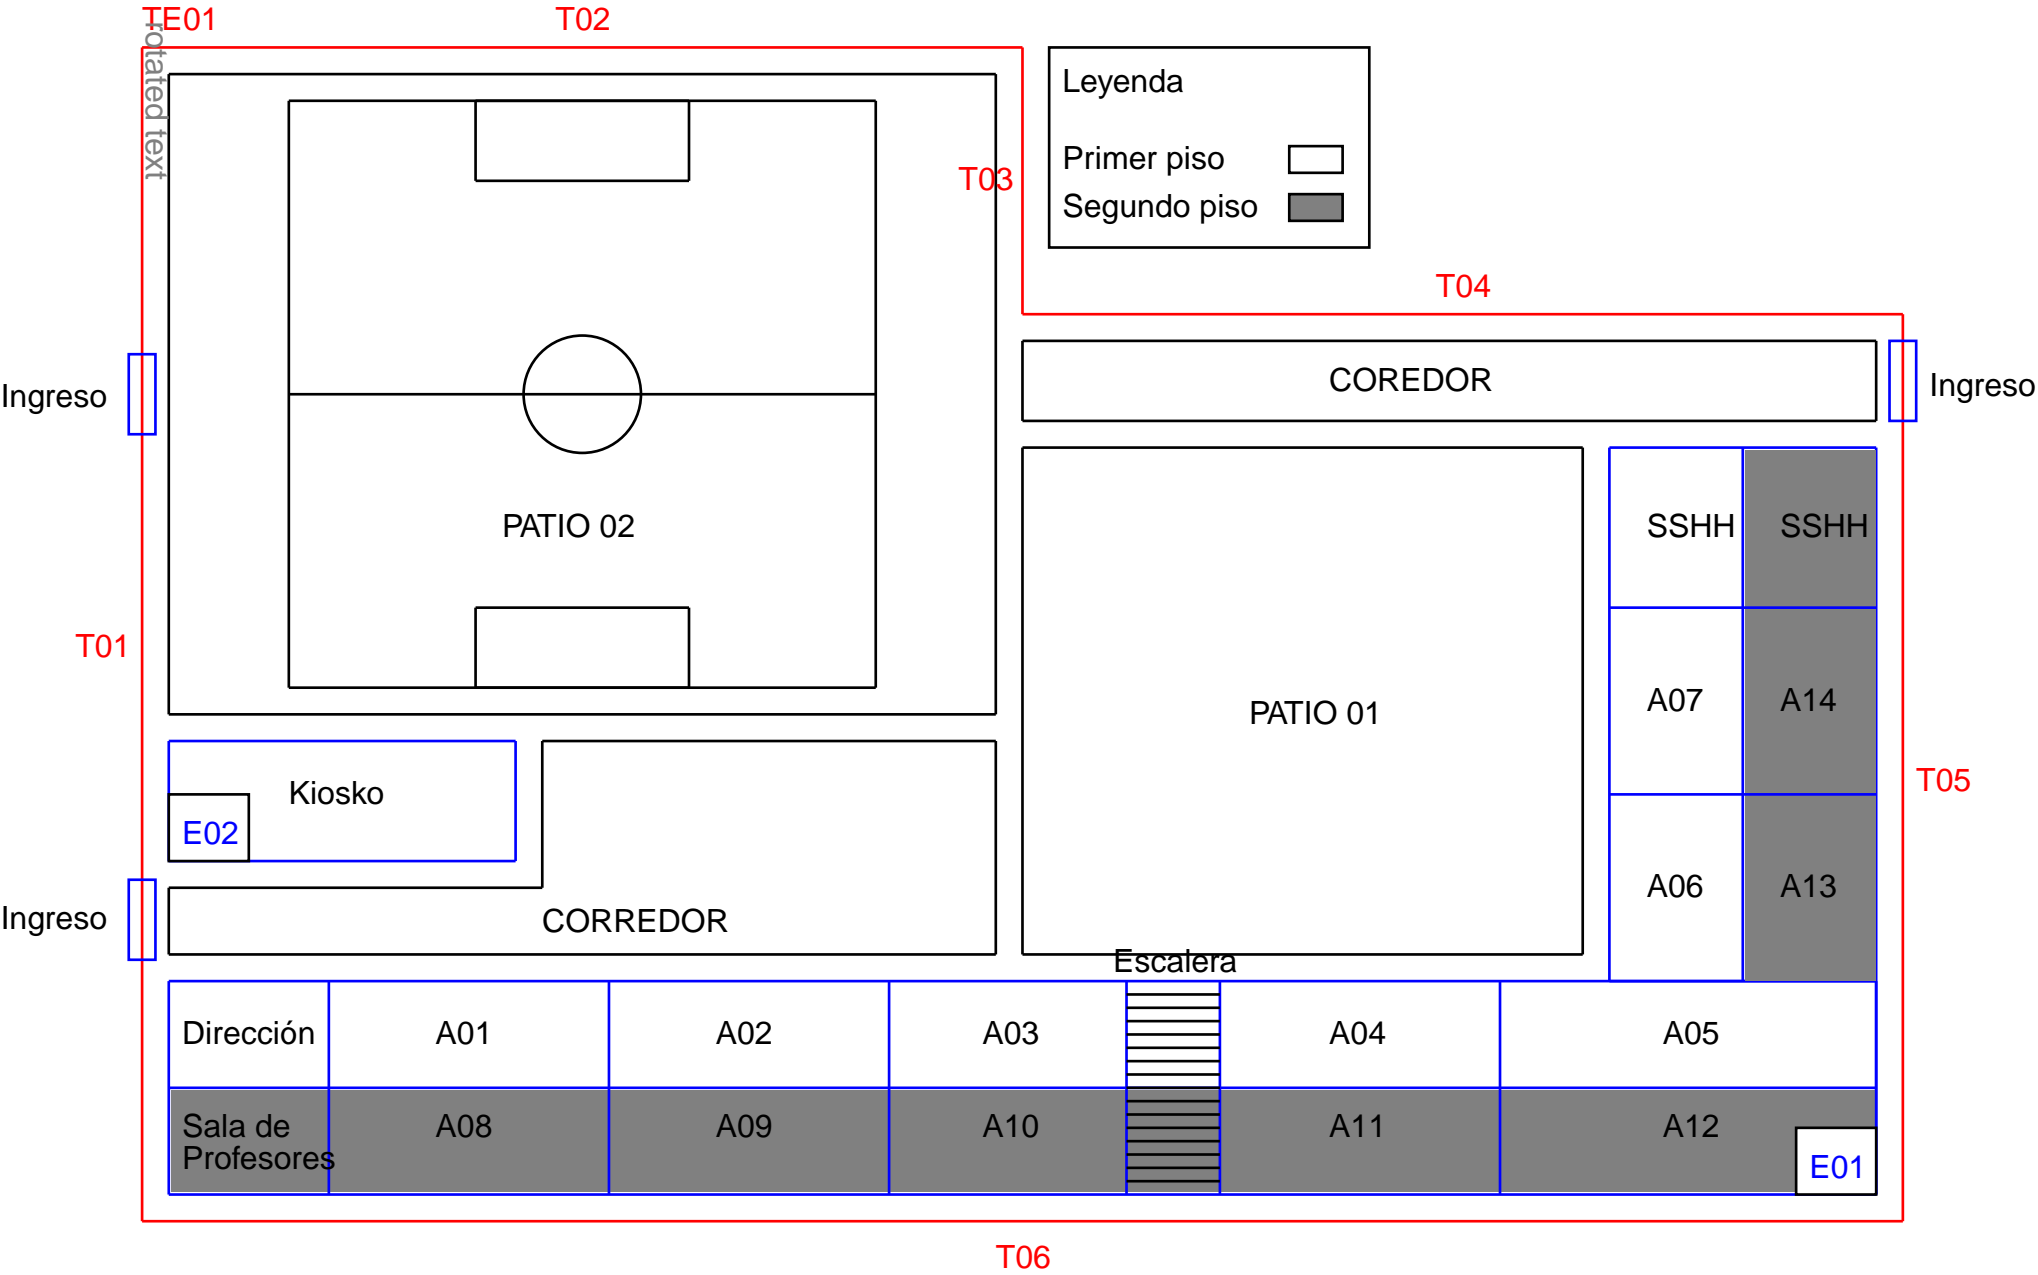 TE01
T02
rotated text
Leyenda
Primer piso
Segundo piso
T03
T04
Ingreso
COREDOR
Ingreso
PATIO 02
SSHH
SSHH
T01
PATIO 01
A07
A14
T05
Kiosko
E02
A06
A13
Ingreso
CORREDOR
Escalera
Dirección
A01
A02
A03
A04
A05
Sala de
Profesores
A08
A09
A10
A11
A12
E01
T06